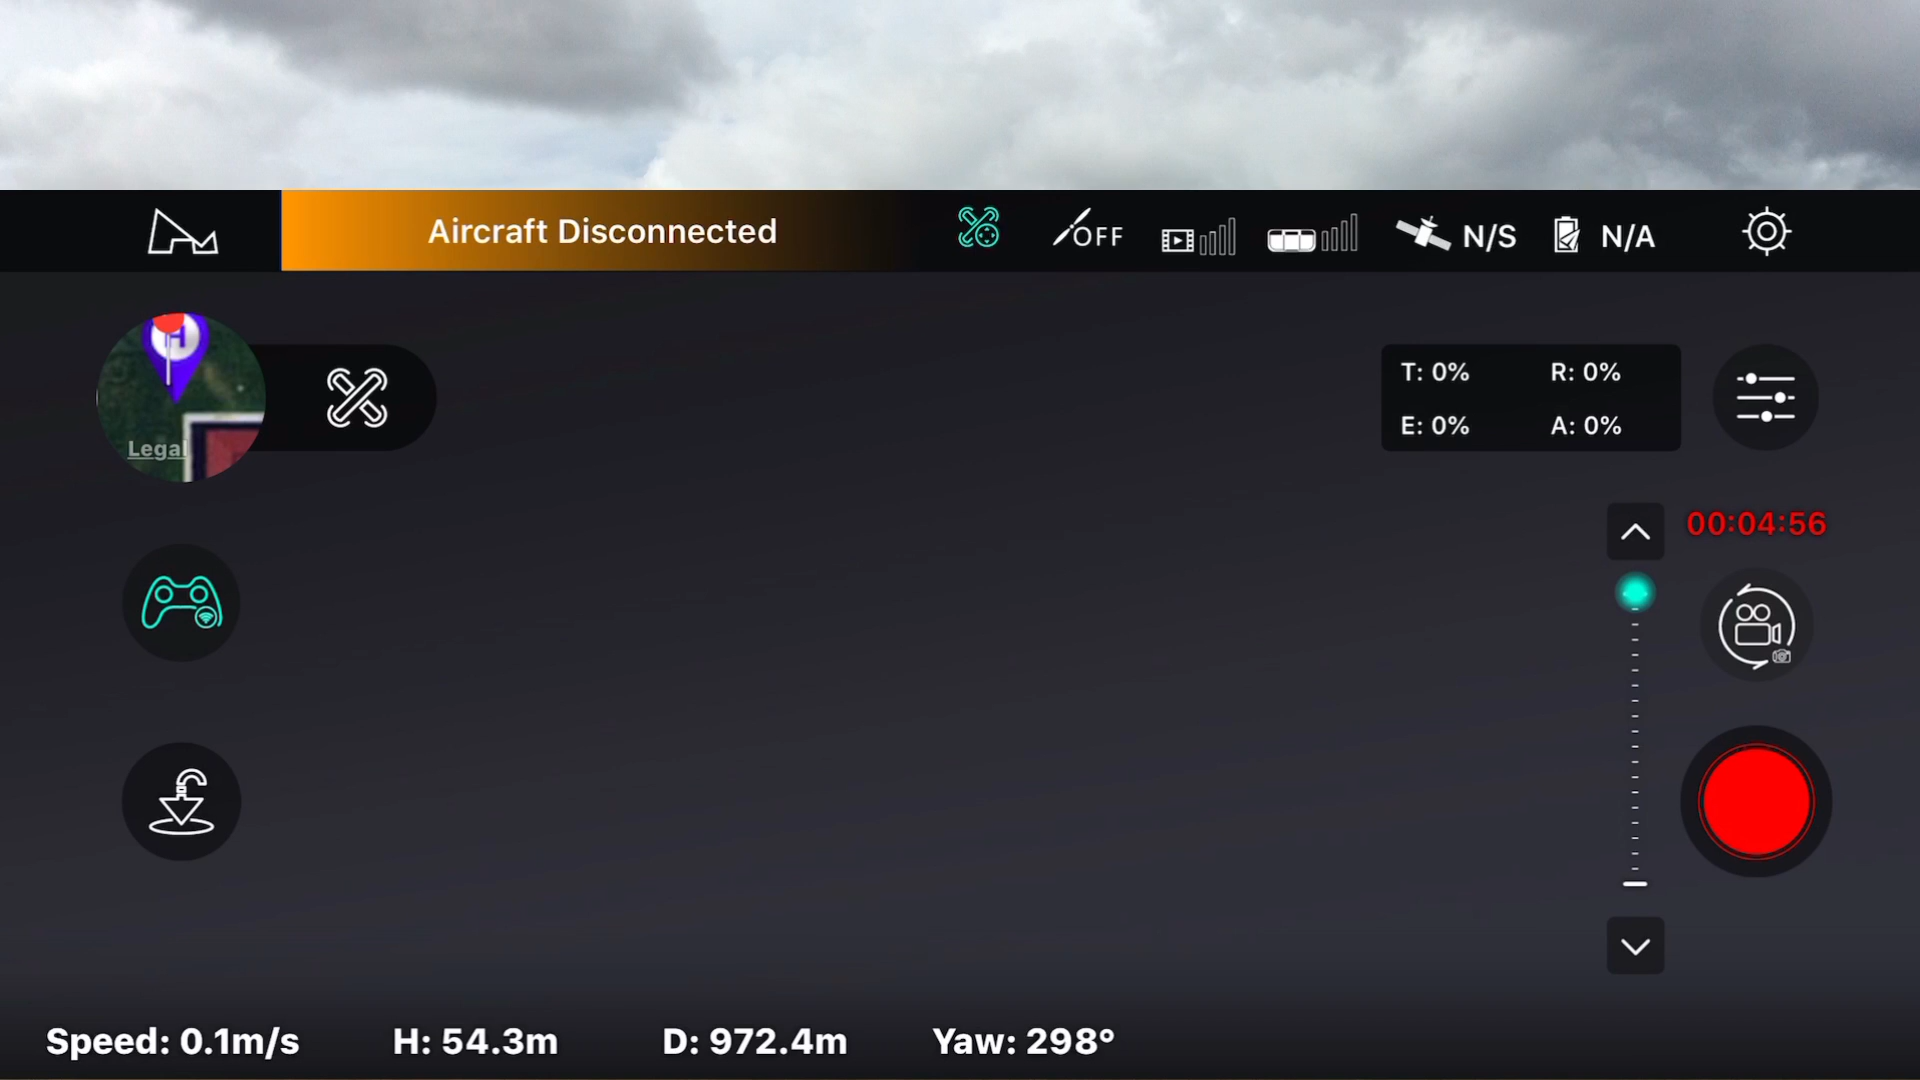 Aircraft Disconnected
OFF
N/S
N/A
H
Legal
T: 0% R: 0%
E: 0% A: 0%
00:04:56
Speed: 0.1m/s H: 54.3m D: 972.4m Yaw: 298°